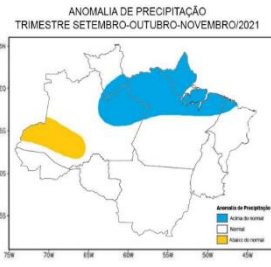 ANOMALIA DE PRECIPITAÇÃO
TRIMESTRE SETEMBRO-OUTUBRO-NOVEMBRO/2021
Anomalia de Precipitação
Acima do normal
Normal
Abaixo do normal
75W 70W 65W 60W 55W 50W 45W